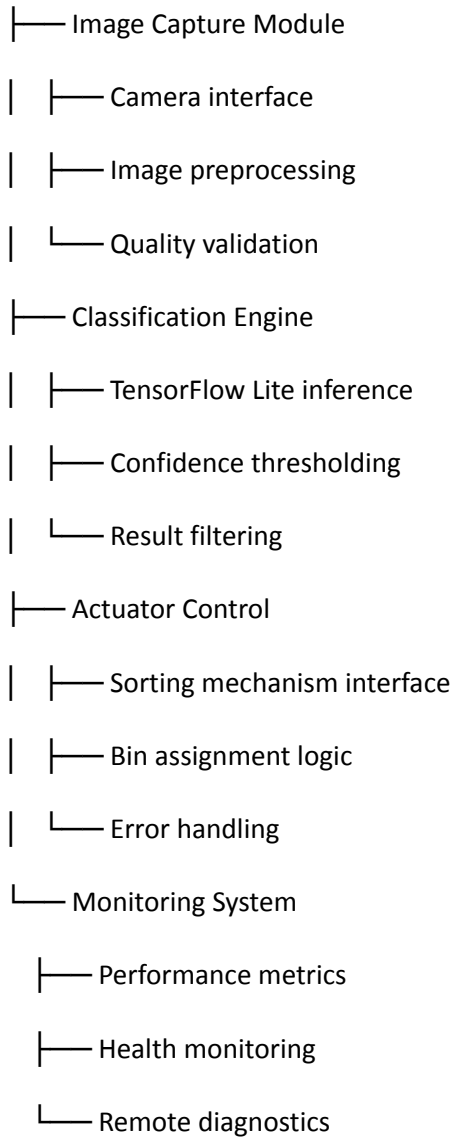 ├── Image Capture Module
│ ├── Camera interface
│ ├── Image preprocessing
│ └── Quality validation
├── Classification Engine
│ ├── TensorFlow Lite inference
│ ├── Confidence thresholding
│ └── Result filtering
├── Actuator Control
│ ├── Sorting mechanism interface
│ ├── Bin assignment logic
│ └── Error handling
└── Monitoring System
├── Performance metrics
├── Health monitoring
└── Remote diagnostics